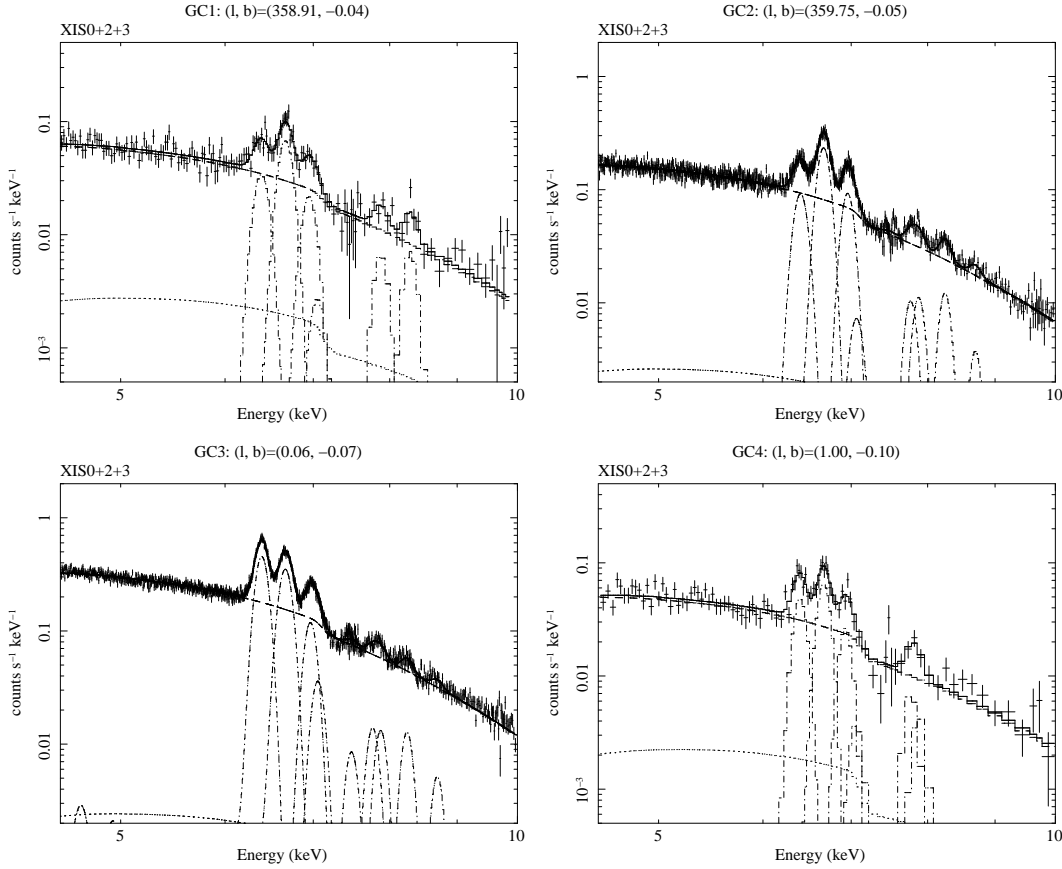 GC1: (l, b)=(358.91, −0.04)
XIS0+2+3
counts s⁻¹ keV⁻¹
0.1
0.01
10⁻³
5
10
Energy (keV)
GC2: (l, b)=(359.75, −0.05)
XIS0+2+3
counts s⁻¹ keV⁻¹
1
0.1
0.01
5
10
Energy (keV)
GC3: (l, b)=(0.06, −0.07)
XIS0+2+3
counts s⁻¹ keV⁻¹
1
0.1
0.01
5
10
Energy (keV)
GC4: (l, b)=(1.00, −0.10)
XIS0+2+3
counts s⁻¹ keV⁻¹
0.1
0.01
10⁻³
5
10
Energy (keV)